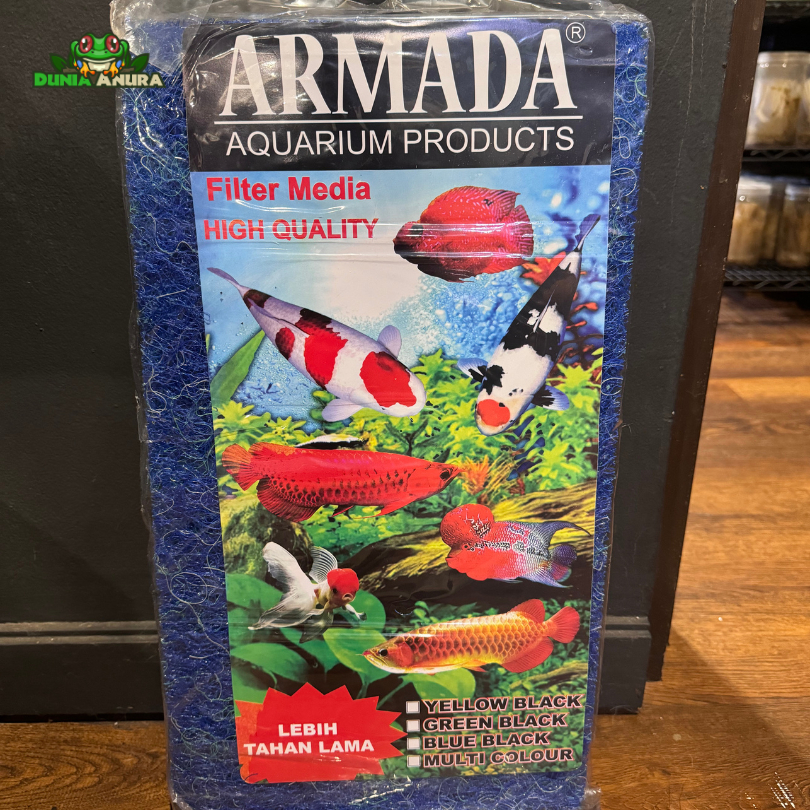 DUNIA ANURA
ARMADA®
AQUARIUM PRODUCTS
Filter Media
HIGH QUALITY
LEBIH
TAHAN LAMA
YELLOW BLACK
GREEN BLACK
BLUE BLACK
MULTI COLOUR